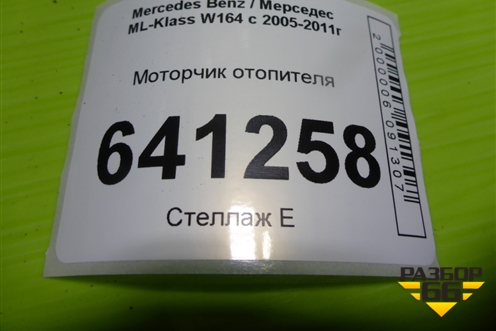 Mercedes Benz / Мерседес
ML-Klass W164 с 2005-2011г
Моторчик отопителя
641258
Стеллаж Е
2000006091307
РАЗБОР
66